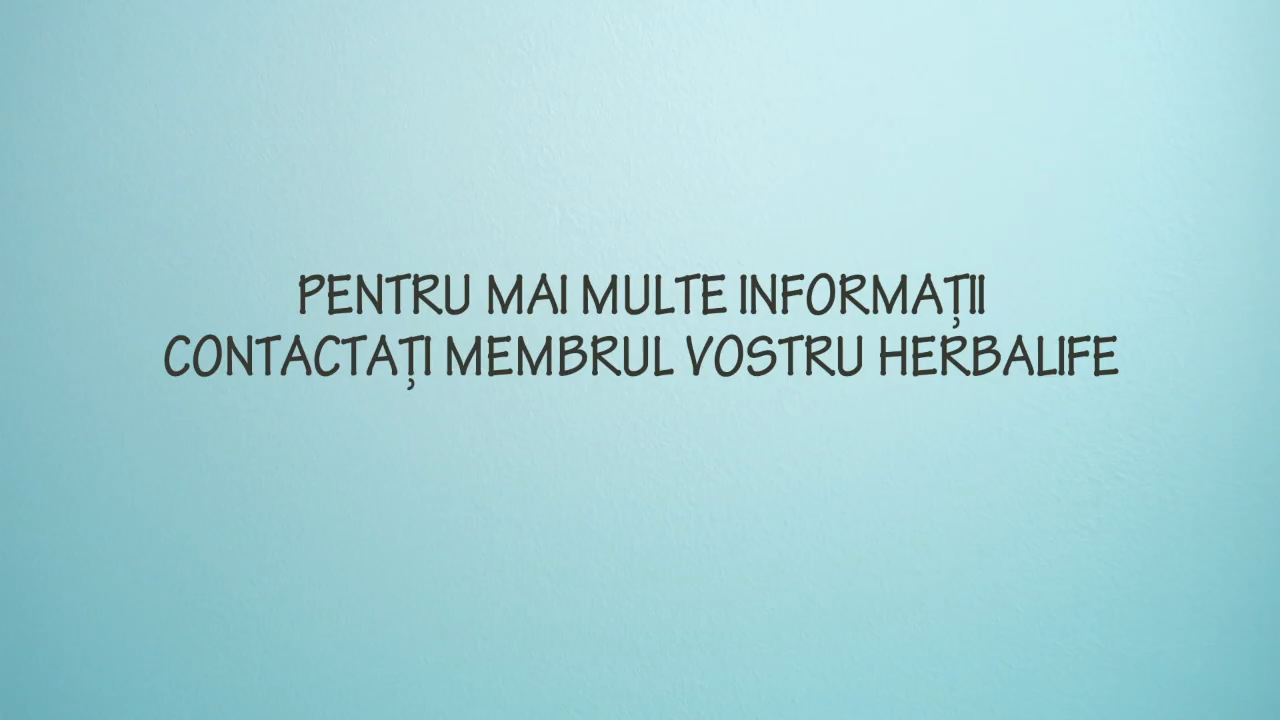 PENTRU MAI MULTE INFORMAȚII
CONTACTAȚI MEMBRUL VOSTRU HERBALIFE